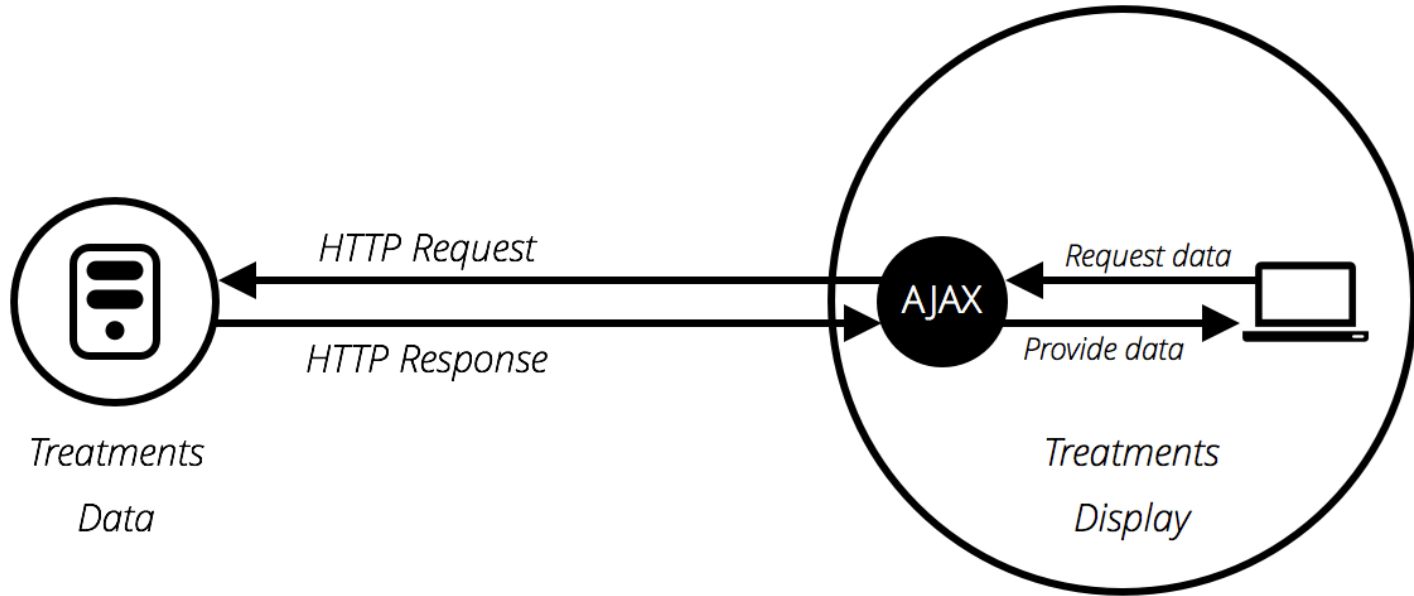 HTTP Request
HTTP Response
Treatments
Data
AJAX
Request data
Provide data
Treatments
Display